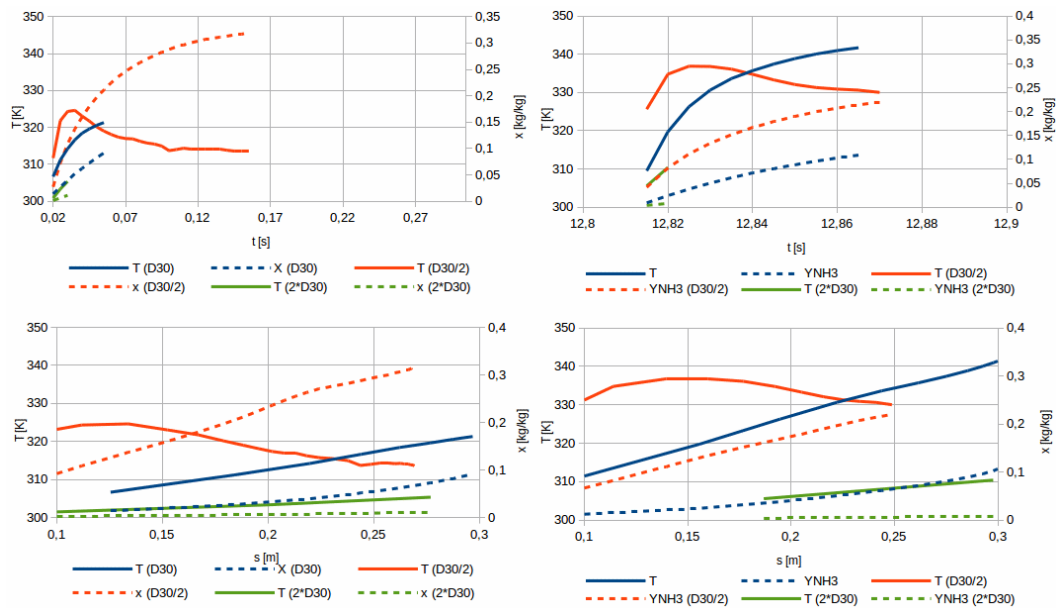 350
340
330
320
310
300
T [K]
0,35
0,3
0,25
0,2
0,15
0,1
0,05
0
x [kg/kg]
0,02 0,07 0,12 0,17 0,22 0,27
t [s]
T (D30) X (D30) T (D30/2)
x (D30/2) T (2*D30) x (2*D30)
350
340
330
320
310
300
T [K]
0,4
0,35
0,3
0,25
0,2
0,15
0,1
0,05
0
x [kg/kg]
12,8 12,82 12,84 12,86 12,88 12,9
t [s]
T YNH3 T (D30/2)
YNH3 (D30/2) T (2*D30) YNH3 (2*D30)
350
340
330
320
310
300
T [K]
0,4
0,3
0,2
0,1
0
x [kg/kg]
0,1 0,15 0,2 0,25 0,3
s [m]
T (D30) X (D30) T (D30/2)
x (D30/2) T (2*D30) x (2*D30)
350
340
330
320
310
300
T [K]
0,4
0,3
0,2
0,1
0
x [kg/kg]
0,1 0,15 0,2 0,25 0,3
s [m]
T YNH3 T (D30/2)
YNH3 (D30/2) T (2*D30) YNH3 (2*D30)